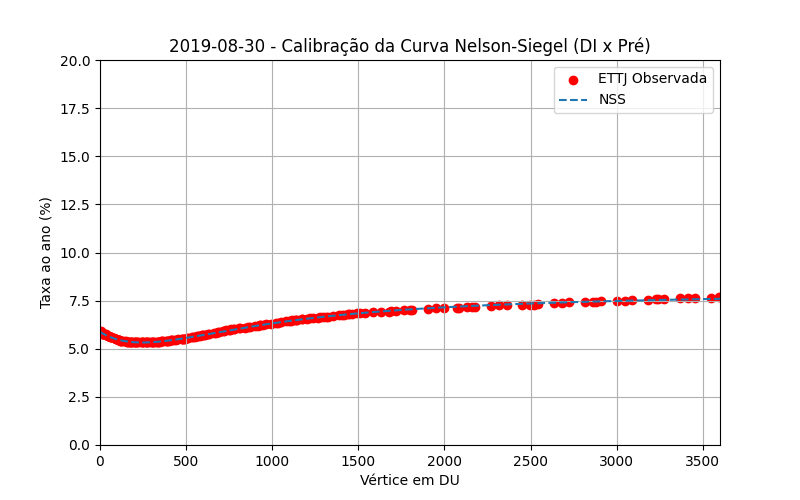 2019-08-30 - Calibração da Curva Nelson-Siegel (DI x Pré)
ETTJ Observada
NSS
Taxa ao ano (%)
20.0
17.5
15.0
12.5
10.0
7.5
5.0
2.5
0.0
0 500 1000 1500 2000 2500 3000 3500
Vértice em DU